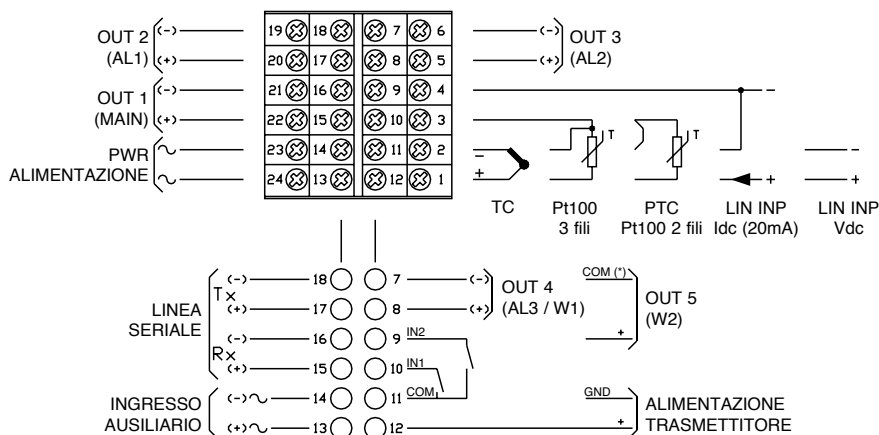 OUT 2 (-) 19 18 7 6 (-) OUT 3
(AL1) (+) 20 17 8 5 (+) (AL2)
OUT 1 (-) 21 16 9 4 -
(MAIN) (+) 22 15 10 3 T T
PWR 23 14 11 2 - -
ALIMENTAZIONE 24 13 12 1 + + +
TC Pt100 PTC LIN INP LIN INP
3 fili Pt100 2 fili Idc (20mA) Vdc
(-) 18 7 (-) OUT 4 COM (*) OUT 5
Tx
LINEA (+) 17 8 (+) (AL3 / W1) (W2)
SERIALE (-) 16 9 IN2 +
Rx
(+) 15 10 IN1
INGRESSO (-) 14 11 COM GND ALIMENTAZIONE
AUSILIARIO (+) 13 12 + TRASMETTITORE